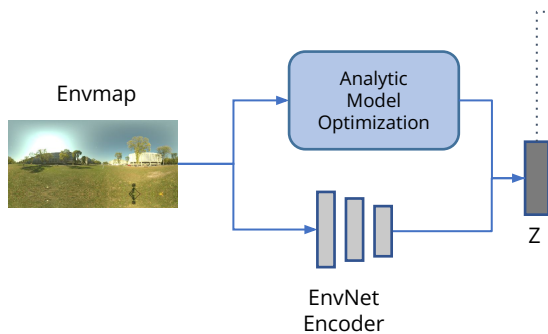 Envmap
Analytic
Model
Optimization
Z
EnvNet
Encoder